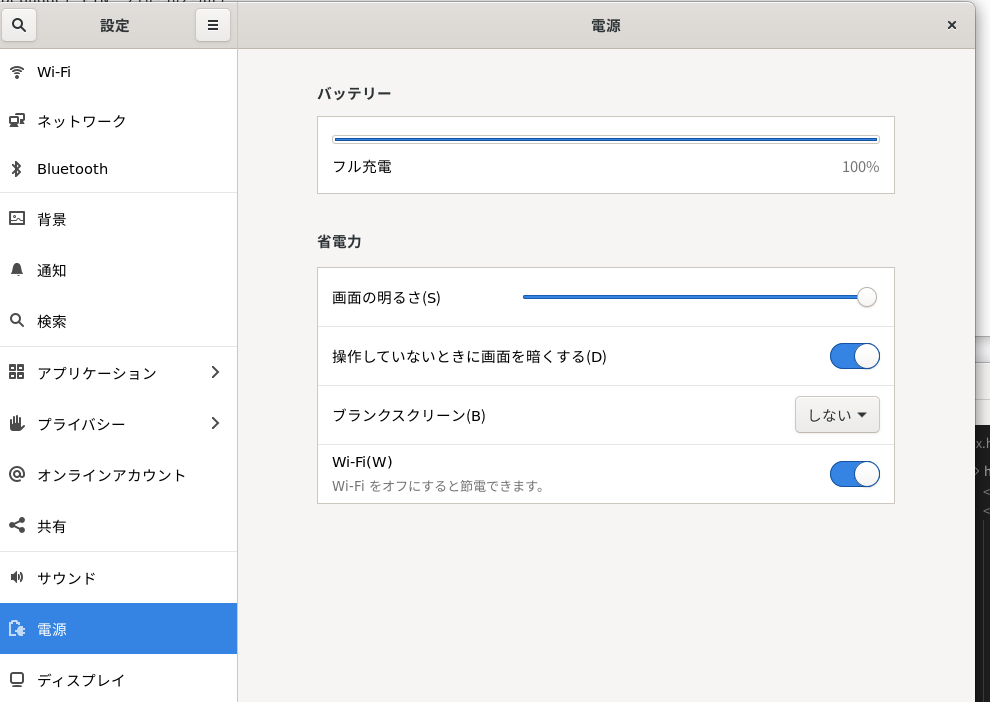 設定
電源
Wi-Fi
ネットワーク
Bluetooth
背景
通知
検索
アプリケーション
プライバシー
オンラインアカウント
共有
サウンド
電源
ディスプレイ
バッテリー
フル充電
100%
省電力
画面の明るさ(S)
操作していないときに画面を暗くする(D)
ブランクスクリーン(B)
しない
Wi-Fi(W)
Wi-Fi をオフにすると節電できます。